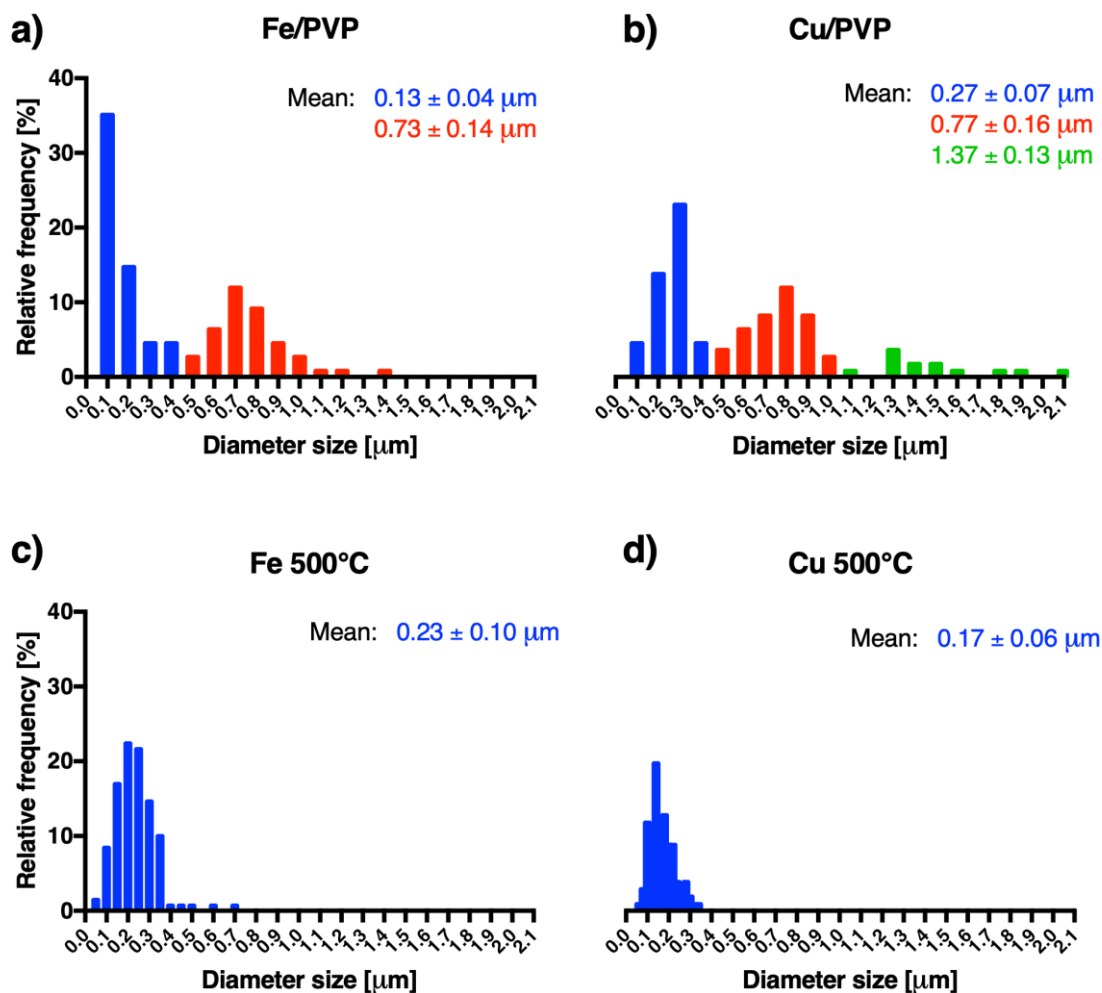 a)
Fe/PVP
Relative frequency [%]
40
30
20
10
0
Mean: 0.13 ± 0.04 μm
0.73 ± 0.14 μm
0.0 0.1 0.2 0.3 0.4 0.5 0.6 0.7 0.8 0.9 1.0 1.1 1.2 1.3 1.4 1.5 1.6 1.7 1.8 1.9 2.0 2.1
Diameter size [μm]
b)
Cu/PVP
Mean: 0.27 ± 0.07 μm
0.77 ± 0.16 μm
1.37 ± 0.13 μm
0.0 0.1 0.2 0.3 0.4 0.5 0.6 0.7 0.8 0.9 1.0 1.1 1.2 1.3 1.4 1.5 1.6 1.7 1.8 1.9 2.0 2.1
Diameter size [μm]
c)
Fe 500°C
Relative frequency [%]
40
30
20
10
0
Mean: 0.23 ± 0.10 μm
0.0 0.1 0.2 0.3 0.4 0.5 0.6 0.7 0.8 0.9 1.0 1.1 1.2 1.3 1.4 1.5 1.6 1.7 1.8 1.9 2.0 2.1
Diameter size [μm]
d)
Cu 500°C
Mean: 0.17 ± 0.06 μm
0.0 0.1 0.2 0.3 0.4 0.5 0.6 0.7 0.8 0.9 1.0 1.1 1.2 1.3 1.4 1.5 1.6 1.7 1.8 1.9 2.0 2.1
Diameter size [μm]